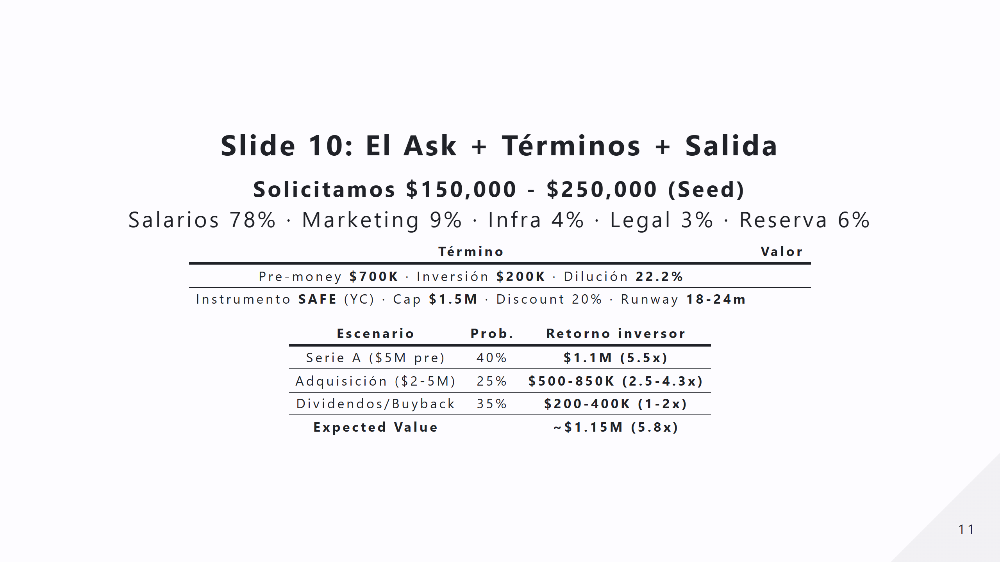 Slide 10: El Ask + Términos + Salida
Solicitamos $150,000 - $250,000 (Seed)
Salarios 78% · Marketing 9% · Infra 4% · Legal 3% · Reserva 6%
Término Valor
Pre-money $700K · Inversión $200K · Dilución 22.2%
Instrumento SAFE (YC) · Cap $1.5M · Discount 20% · Runway 18-24m
Escenario Prob. Retorno inversor
Serie A ($5M pre) 40% $1.1M (5.5x)
Adquisición ($2-5M) 25% $500-850K (2.5-4.3x)
Dividendos/Buyback 35% $200-400K (1-2x)
Expected Value ~$1.15M (5.8x)
11